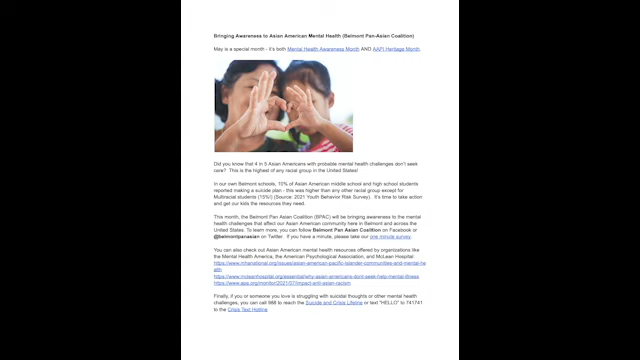 Bringing Awareness to Asian American Mental Health (Belmont Pan-Asian Coalition)
May is a special month - it's both Mental Health Awareness Month AND AAPI Heritage Month.
Did you know that 4 in 5 Asian Americans with probable mental health challenges don't seek
care? This is the highest of any racial group in the United States!
In our own Belmont schools, 10% of Asian American middle school and high school students
reported making a suicide plan - this was higher than any other racial group except for
Multiracial students (15%!) (Source: 2021 Youth Behavior Risk Survey). It's time to take action
and get our kids the resources they need.
This month, the Belmont Pan Asian Coalition (BPAC) will be bringing awareness to the mental
health challenges that affect our Asian American community here in Belmont and across the
United States. To learn more, you can follow Belmont Pan Asian Coalition on Facebook or
@belmontpanasian on Twitter. If you have a minute, please take our one minute survey.
You can also check out Asian American mental health resources offered by organizations like
the Mental Health America, the American Psychological Association, and McLean Hospital
https://www.mhanational.org/issues/asian-american-pacific-islander-communities-and-mental-he
alth
https://www.mcleanhospital.org/essential/why-asian-americans-dont-seek-help-mental-illness
https://www.apa.org/monitor/2021/07/impact-anti-asian-racism
Finally, if you or someone you love is struggling with suicidal thoughts or other mental health
challenges, you can call 988 to reach the Suicide and Crisis Lifeline or text "HELLO" to 741741
to the Crisis Text Hotline